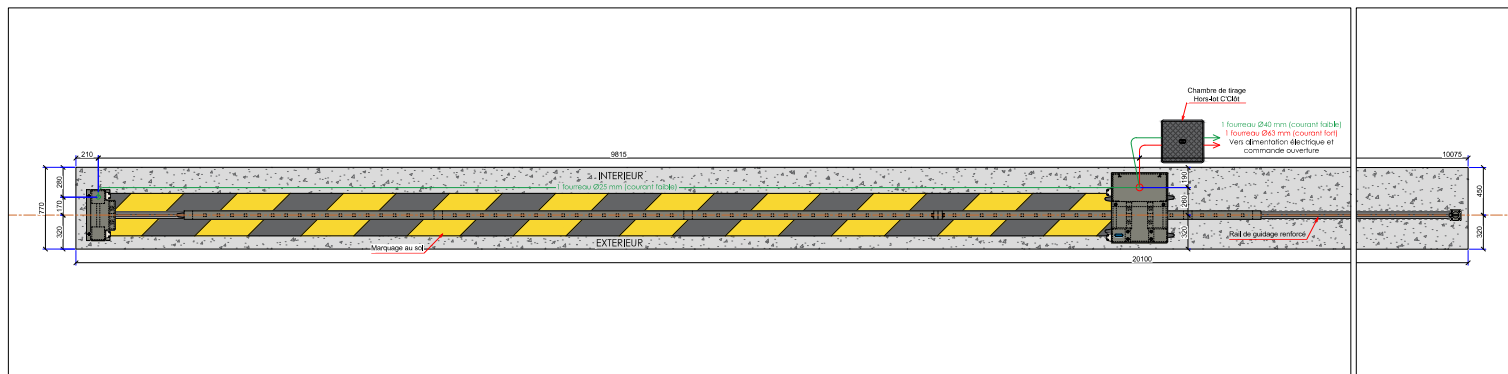 Chambre de tirage
Hors-lot C'Clôt
1 fourreau Ø40 mm (courant faible)
1 fourreau Ø63 mm (courant fort)
Vers alimentation électrique et
commande ouverture
210
9815
10075
INTERIEUR
1 fourreau Ø25 mm (courant faible)
280
170
770
320
190
260
320
450
320
EXTERIEUR
Marquage au sol
Rail de guidage renforcé
20100